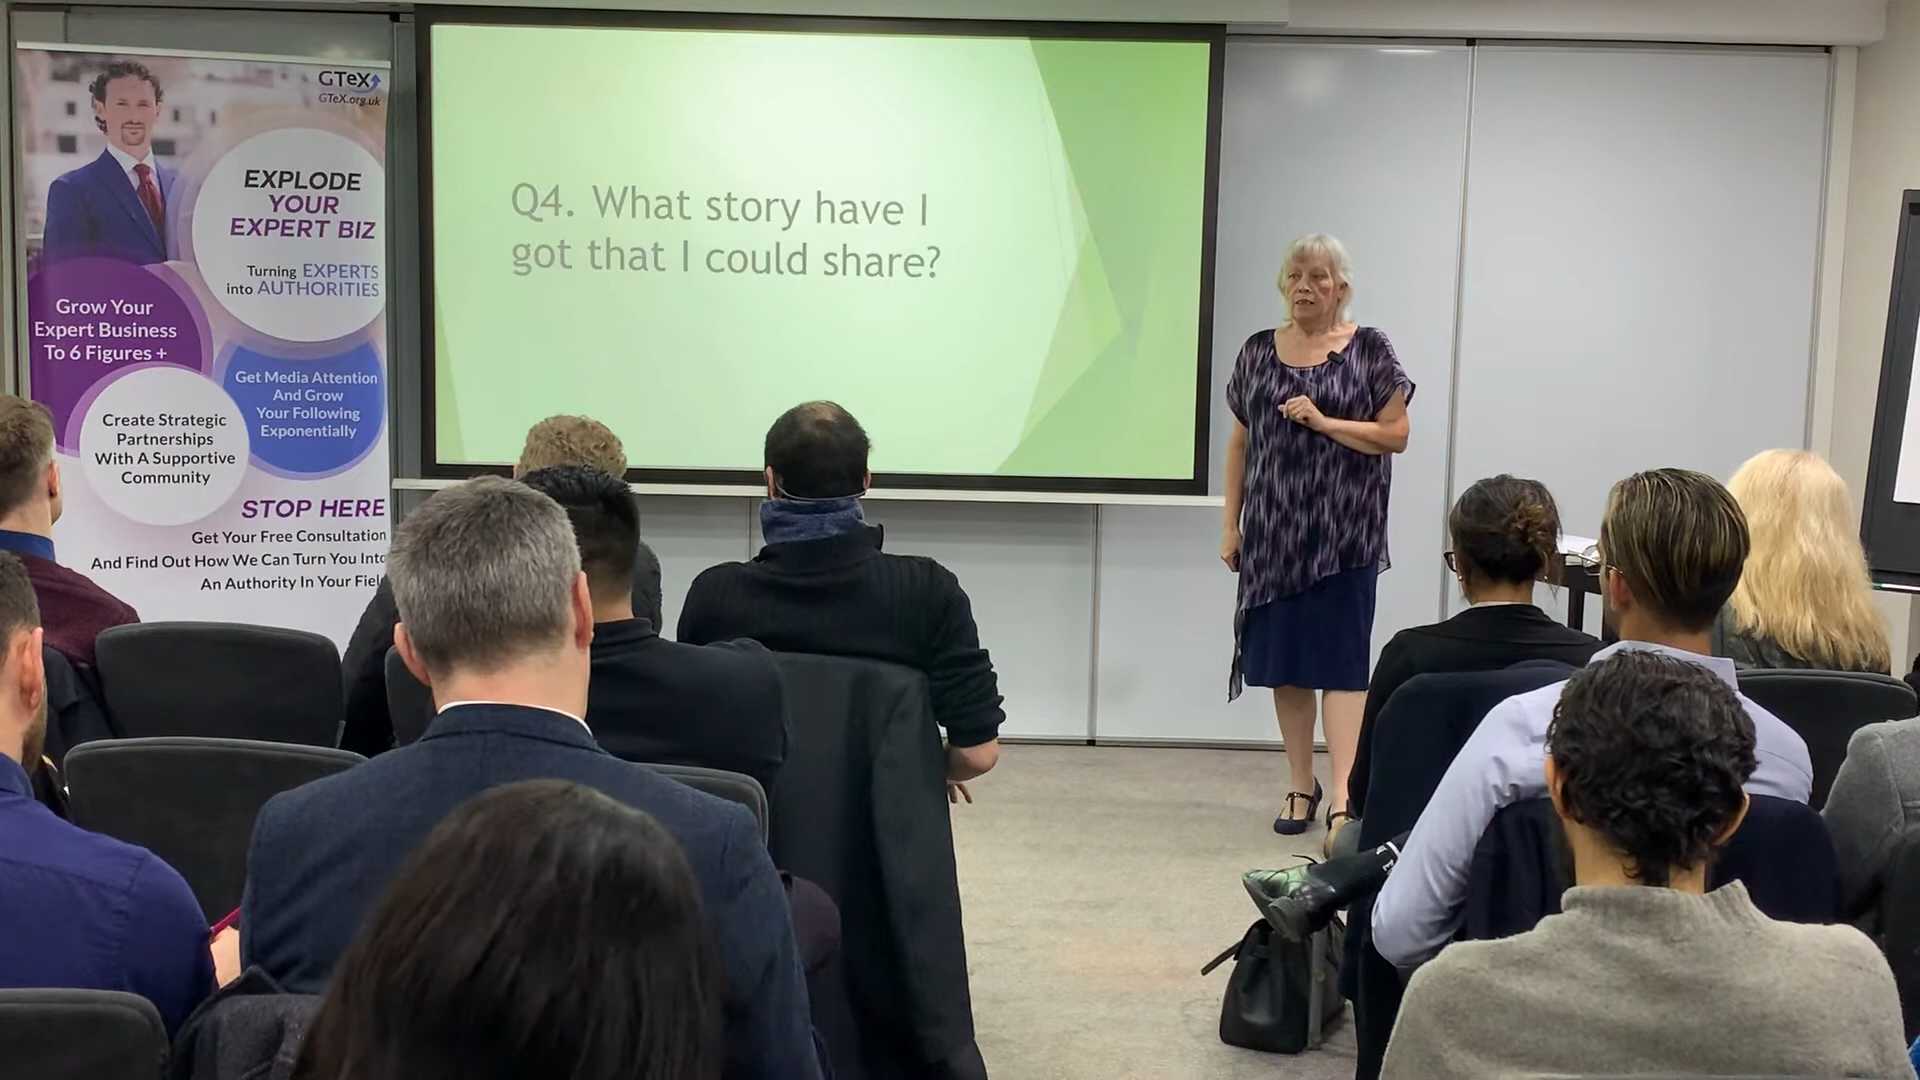 GTeX
GTeX.org.uk
EXPLODE
YOUR
EXPERT BIZ
Turning EXPERTS
into AUTHORITIES
Grow Your
Expert Business
To 6 Figures +
Get Media Attention
And Grow
Your Following
Exponentially
Create Strategic
Partnerships
With A Supportive
Community
STOP HERE
Get Your Free Consultation
And Find Out How We Can Turn You Into
An Authority In Your Fiel
Q4. What story have I
got that I could share?